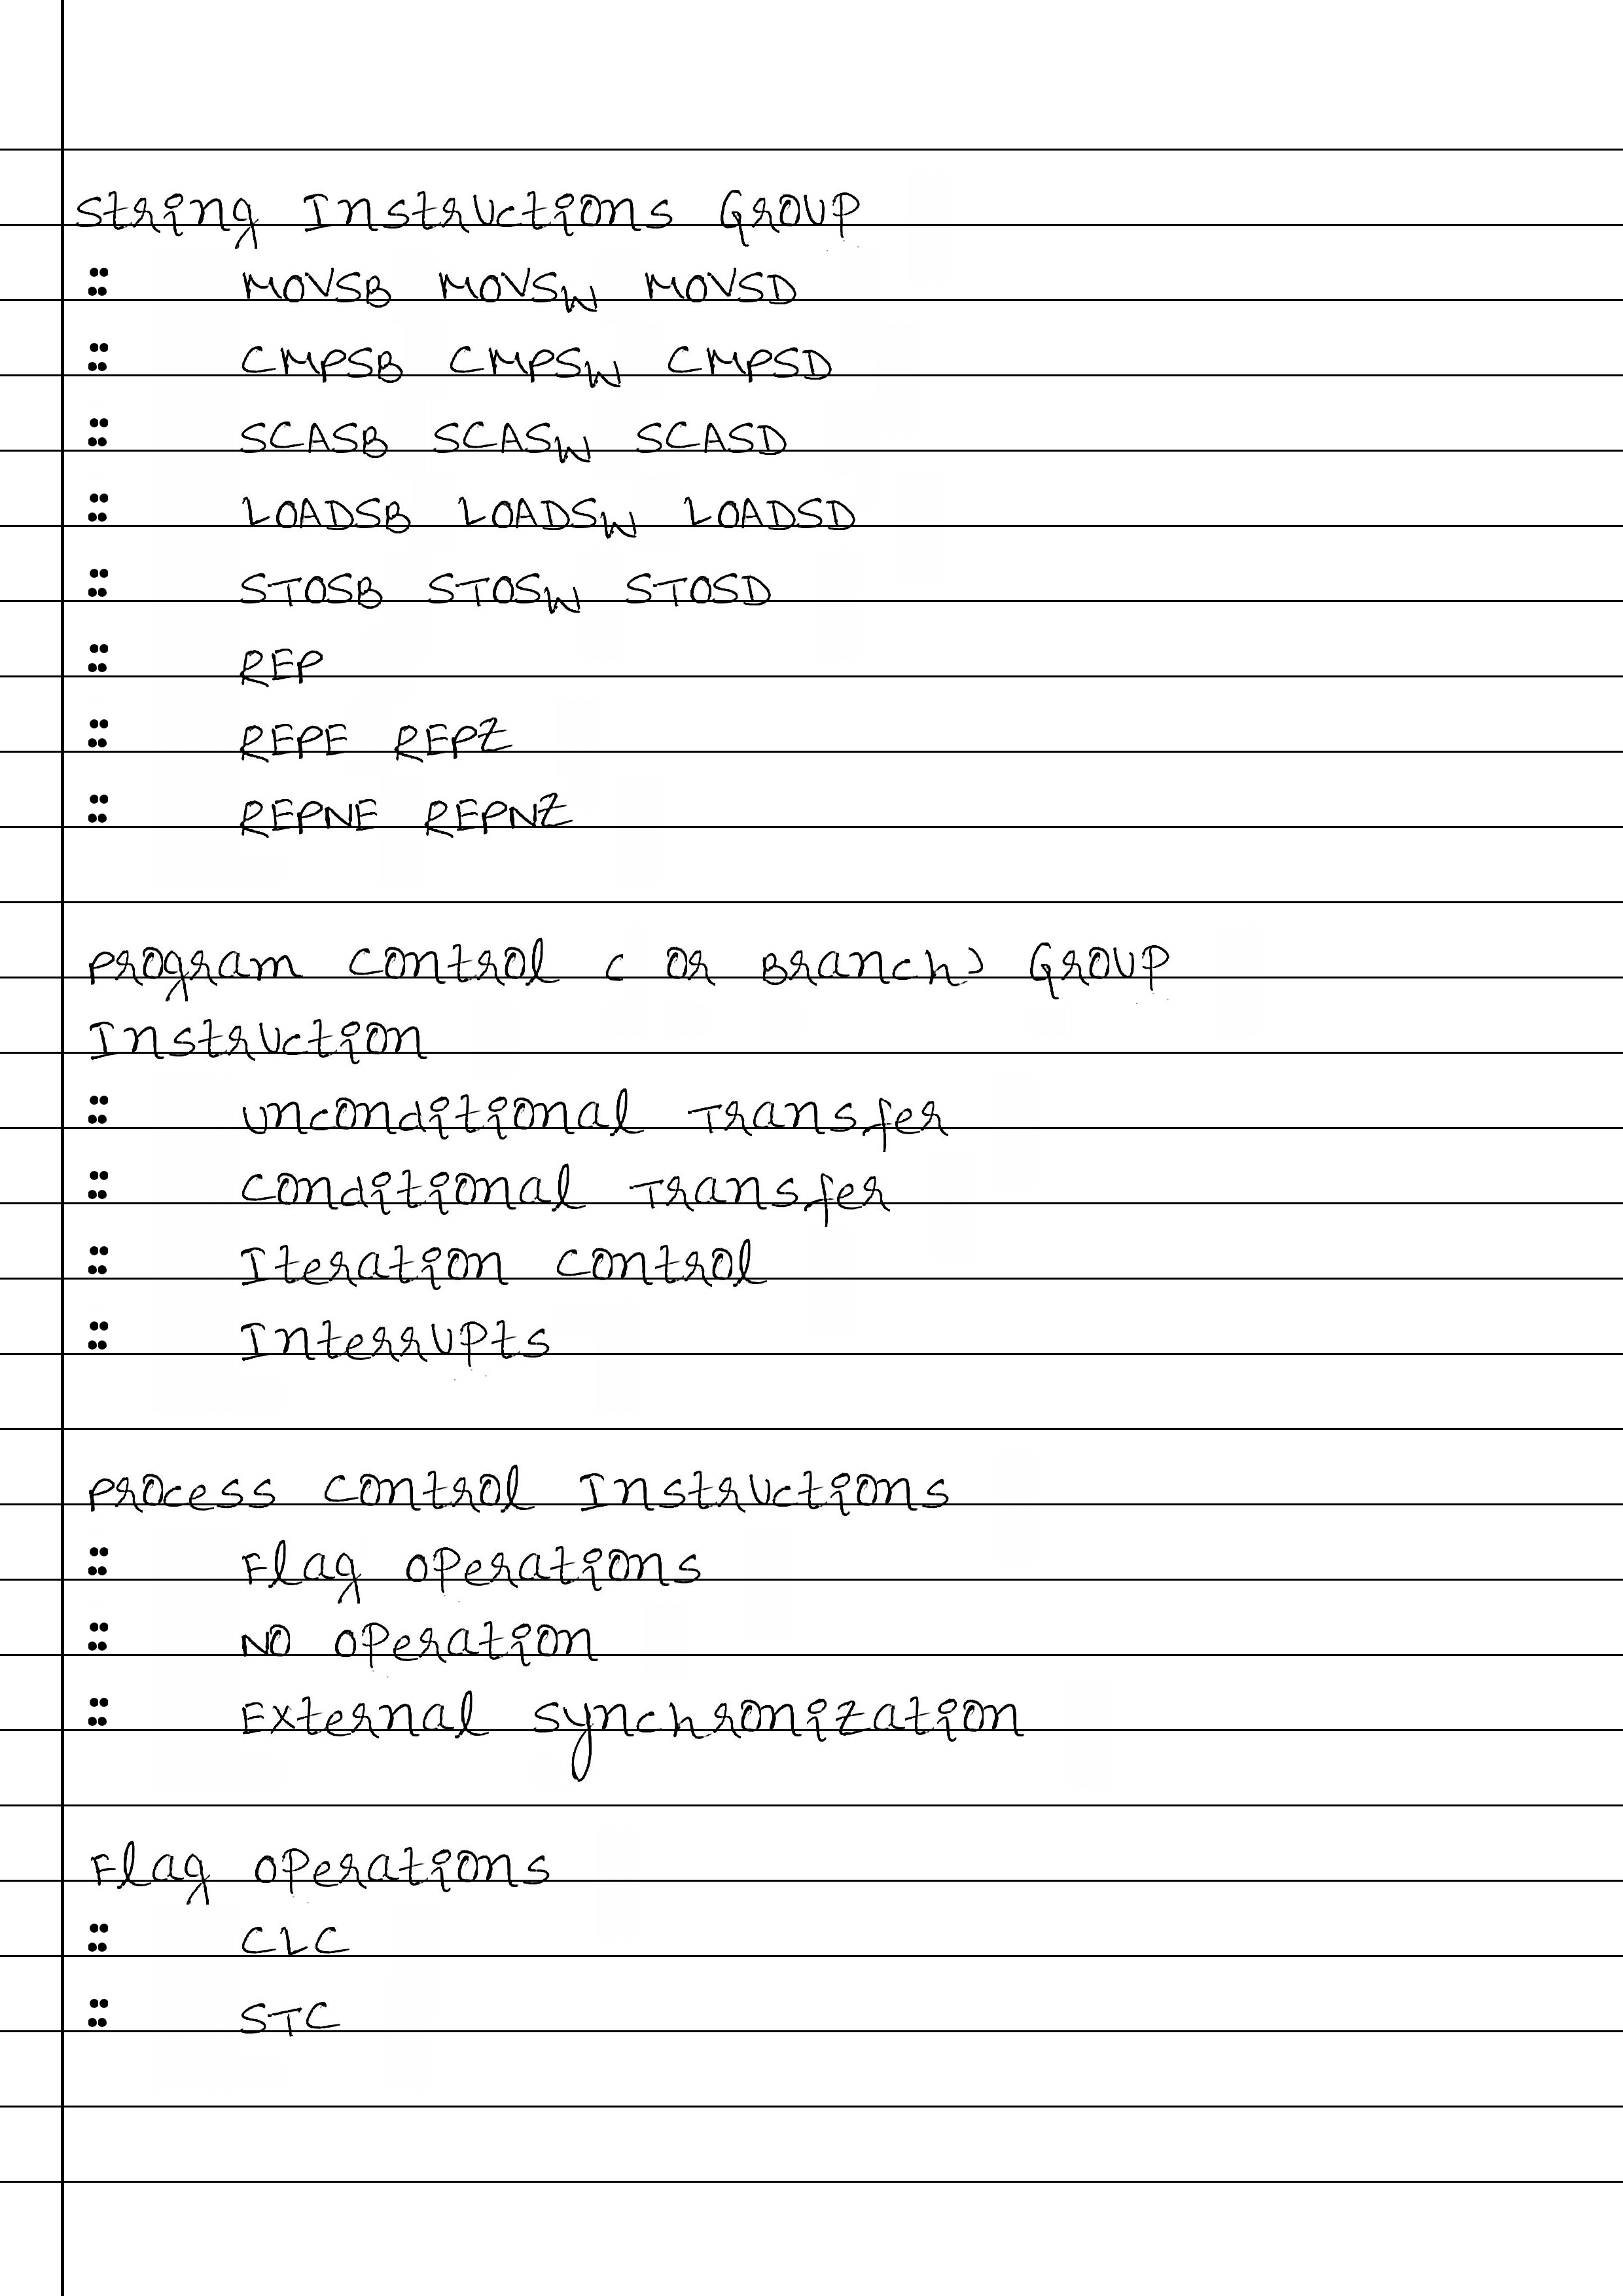 String Instructions Group
:: MOVSB MOVSW MOVSD
:: CMPSB CMPSW CMPSD
:: SCASB SCASW SCASD
:: LOADSB LOADSW LOADSD
:: STOSB STOSW STOSD
:: REP
:: REPE REPZ
:: REPNE REPNZ
Program Control ( or Branch) Group
Instruction
:: Unconditional Transfer
:: Conditional Transfer
:: Iteration Control
:: Interrupts
Process Control Instructions
:: Flag Operations
:: No Operation
:: External Synchronization
Flag Operations
:: CLC
:: STC